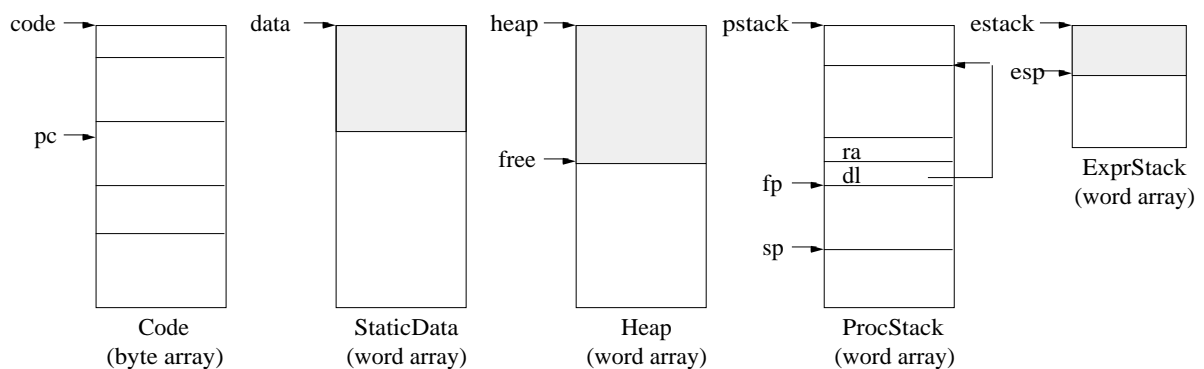 code
data
heap
pstack
estack
esp
pc
ra
free
dl
fp
sp
ExprStack
(word array)
Code
(byte array)
StaticData
(word array)
Heap
(word array)
ProcStack
(word array)